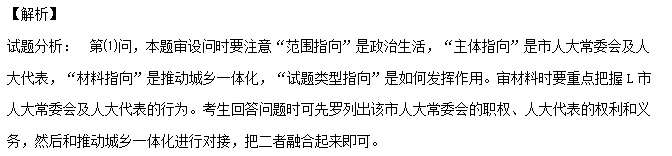 【解析】
试题分析： 第⑴问，本题审设问时要注意“范围指向”是政治生活，“主体指向”是市人大常委会及人
大代表，“材料指向”是推动城乡一体化，“试题类型指向”是如何发挥作用。审材料时要重点把握L市
人大常委会及人大代表的行为。考生回答问题时可先罗列出该市人大常委会的职权、人大代表的权利和义
务，然后和推动城乡一体化进行对接，把二者融合起来即可。